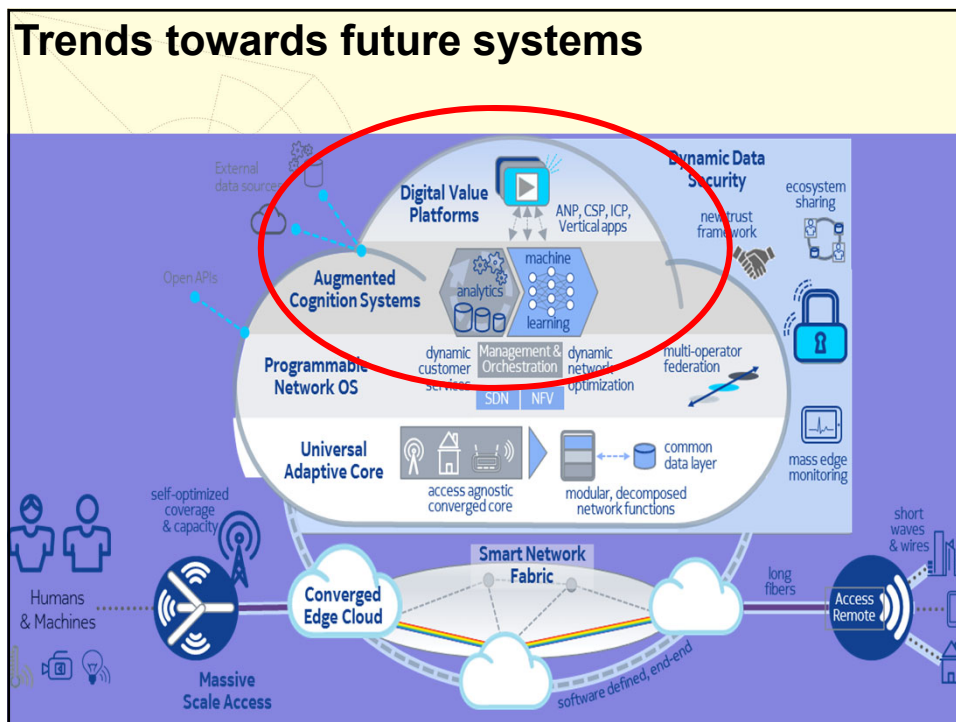 Trends towards future systems
External
data sources
Open APIs
Digital Value
Platforms
ANP, CSP, ICP,
Vertical apps
Augmented
Cognition Systems
analytics
machine
learning
Programmable
Network OS
dynamic
customer
services
Management &
Orchestration
SDN
NFV
dynamic
network
optimization
multi-operator
federation
Universal
Adaptive Core
access agnostic
converged core
modular, decomposed
network functions
common
data layer
Dynamic Data
Security
new trust
framework
ecosystem
sharing
mass edge
monitoring
Humans
& Machines
self-optimized
coverage
& capacity
Massive
Scale Access
Converged
Edge Cloud
Smart Network
Fabric
software defined, end-end
long
fibers
Access
Remote
short
waves
& wires